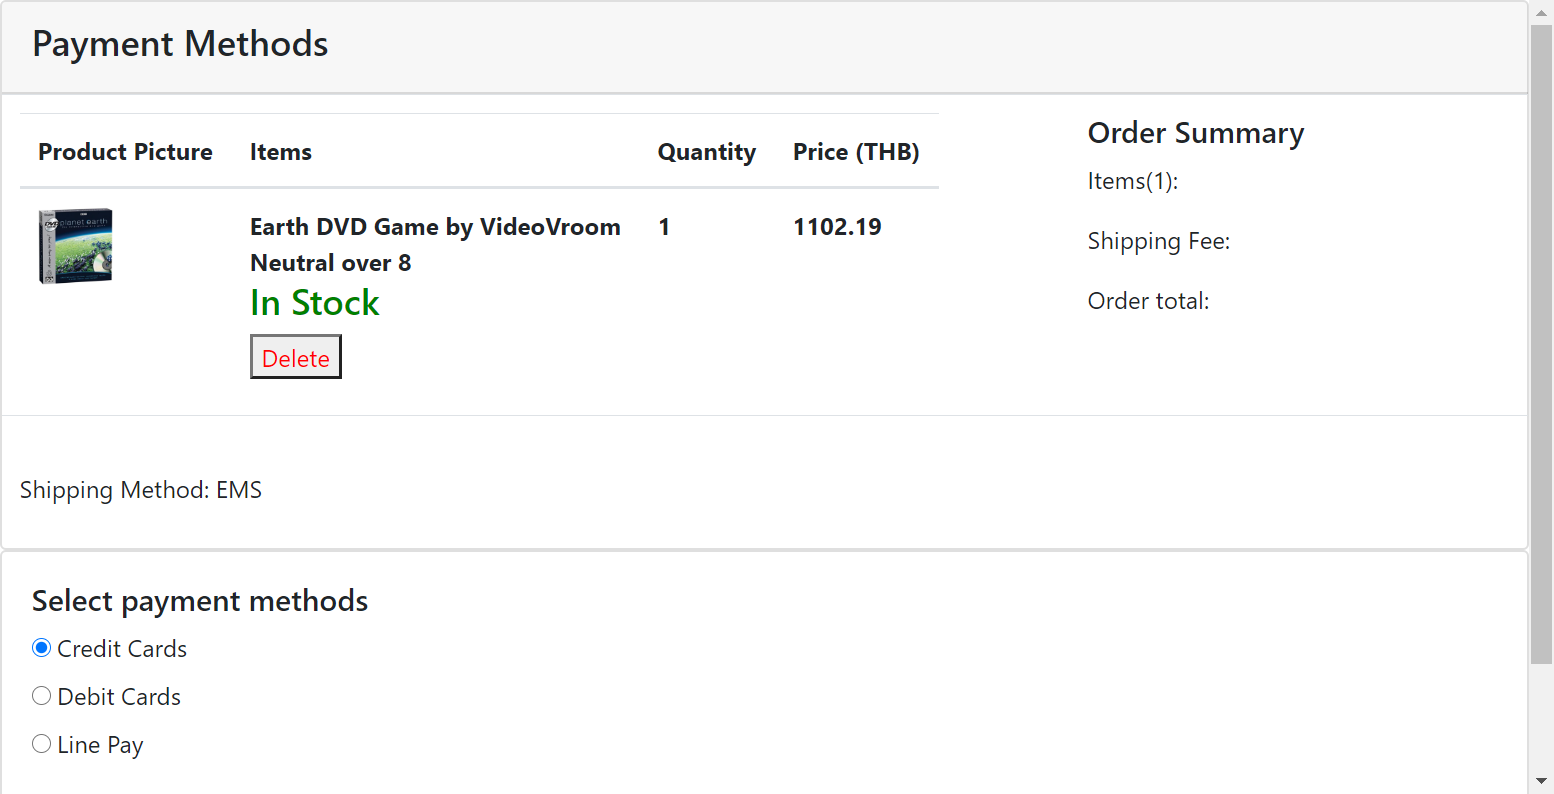 Payment Methods
Product Picture Items Quantity Price (THB)
planet earth
DVD
Earth DVD Game by VideoVroom 1 1102.19
Neutral over 8
In Stock
Delete
Order Summary
Items(1):
Shipping Fee:
Order total:
Shipping Method: EMS
Select payment methods
Credit Cards
Debit Cards
Line Pay